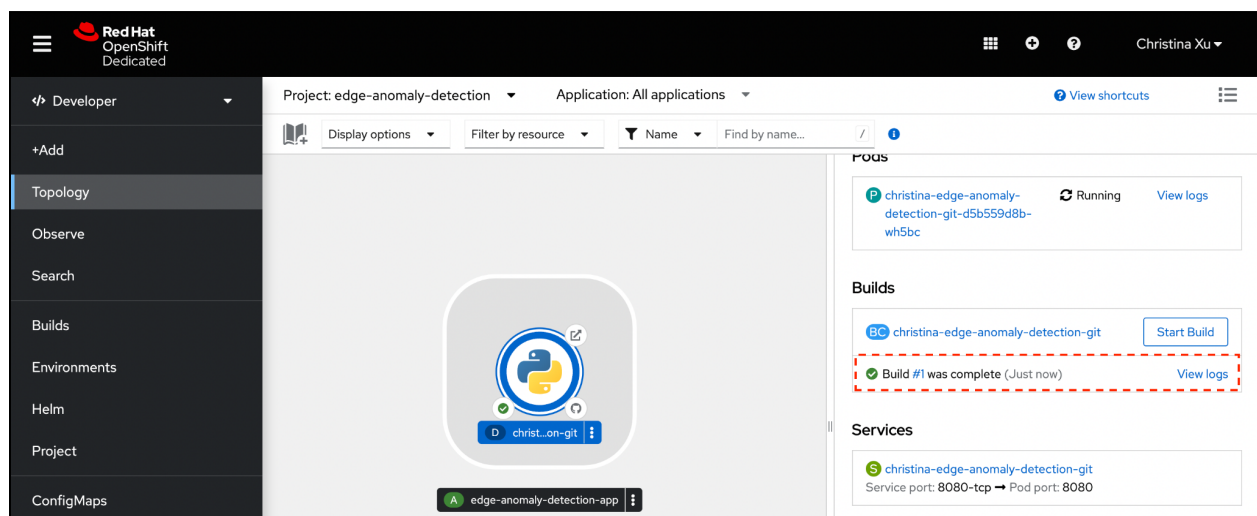 Red Hat
OpenShift
Dedicated
Christina Xu
Developer
+Add
Topology
Observe
Search
Builds
Environments
Helm
Project
ConfigMaps
Project: edge-anomaly-detection
Application: All applications
View shortcuts
Display options
Filter by resource
Name
Find by name...
/
D christ...on-git
A edge-anomaly-detection-app
Pods
P christina-edge-anomaly-
detection-git-d5b559d8b-
wh5bc
Running
View logs
Builds
BC christina-edge-anomaly-detection-git
Start Build
Build #1 was complete (Just now)
View logs
Services
S christina-edge-anomaly-detection-git
Service port: 8080-tcp → Pod port: 8080